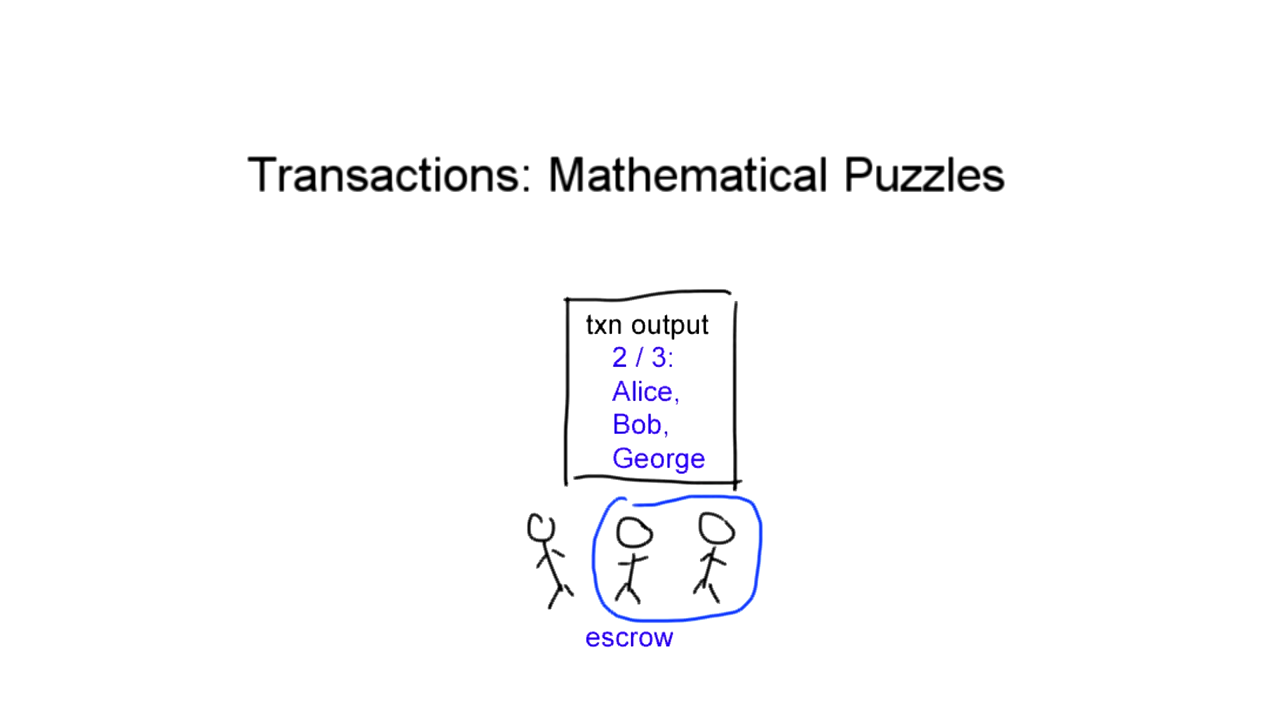 Transactions: Mathematical Puzzles
txn output
2 / 3:
Alice,
Bob,
George
escrow